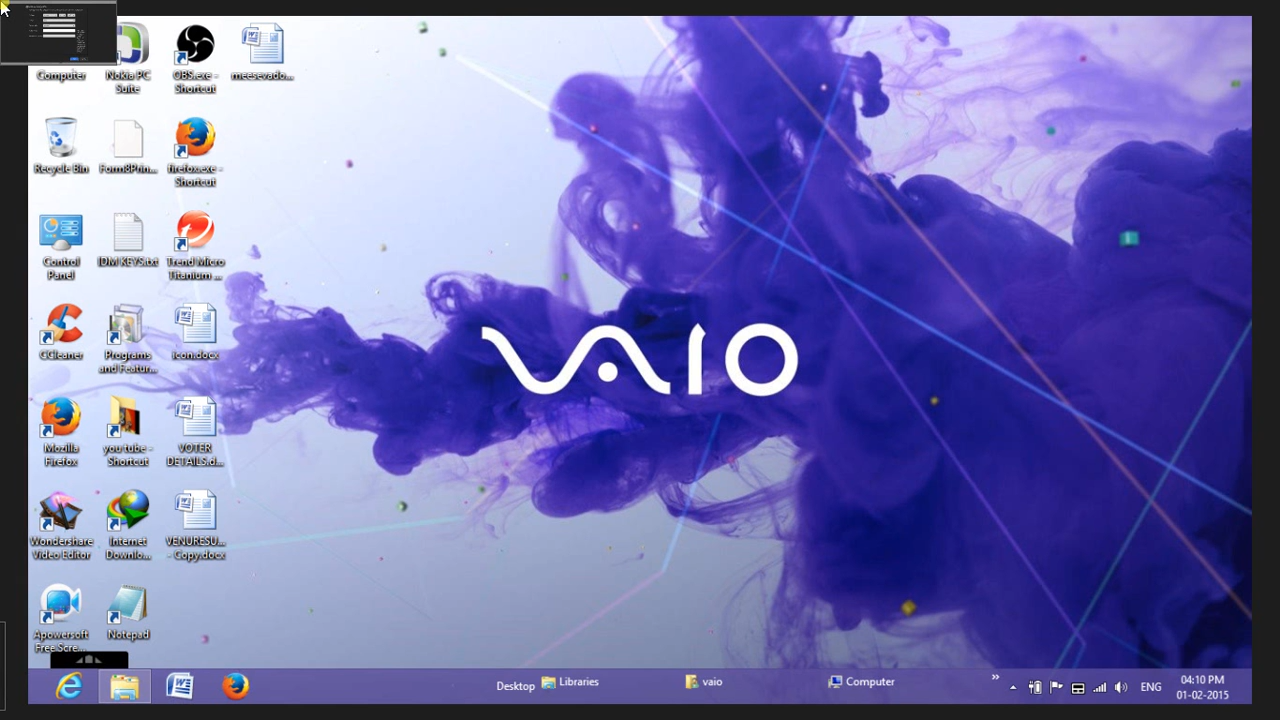 Computer
Nokia PC
Suite
OBS.exe -
Shortcut
meesevado...
Recycle Bin
Form8Prin...
firefox.exe -
Shortcut
Control
Panel
IDM KEYS.txt
Trend Micro
Titanium ...
CCleaner
Programs
and Featur...
icon.docx
VAIO
Mozilla
Firefox
you tube -
Shortcut
VOTER
DETAILS.d...
Wondershare
Video Editor
Internet
Downlo...
VENURESU...
- Copy.docx
Apowersoft
Free Scre...
Notepad
Desktop
Libraries
vaio
Computer
»
ENG
04:10 PM
01-02-2015